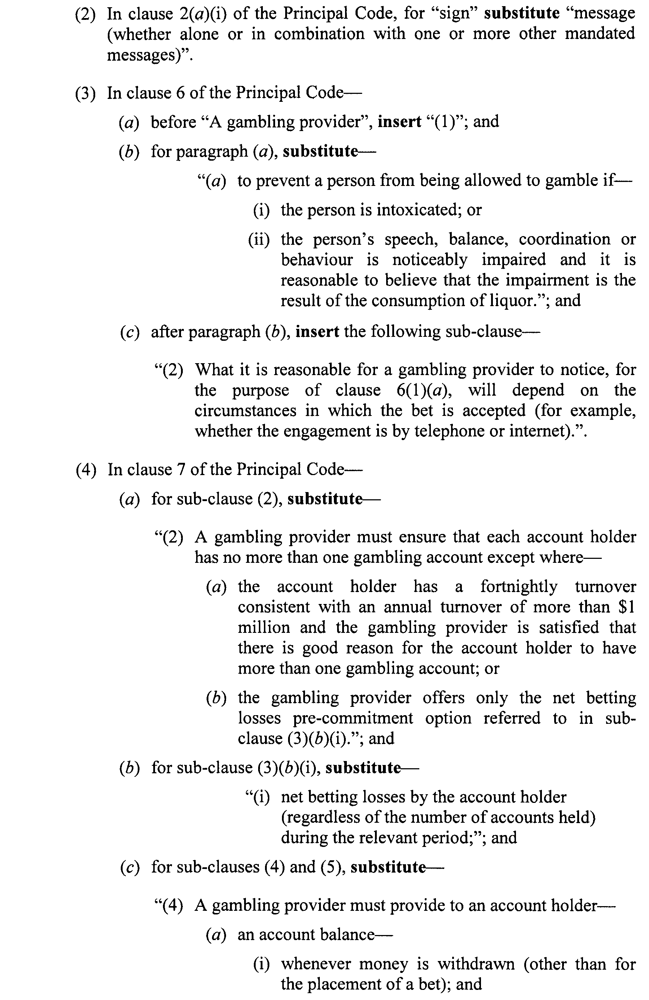 (2) In clause 2(a)(i) of the Principal Code, for “sign” substitute “message
(whether alone or in combination with one or more other mandated
messages)”.
(3) In clause 6 of the Principal Code—
(a) before “A gambling provider”, insert “(1)”; and
(b) for paragraph (a), substitute—
“(a) to prevent a person from being allowed to gamble if—
(i) the person is intoxicated; or
(ii) the person’s speech, balance, coordination or
behaviour is noticeably impaired and it is
reasonable to believe that the impairment is the
result of the consumption of liquor.”; and
(c) after paragraph (b), insert the following sub-clause—
“(2) What it is reasonable for a gambling provider to notice, for
the purpose of clause 6(1)(a), will depend on the
circumstances in which the bet is accepted (for example,
whether the engagement is by telephone or internet).”.
(4) In clause 7 of the Principal Code—
(a) for sub-clause (2), substitute—
“(2) A gambling provider must ensure that each account holder
has no more than one gambling account except where—
(a) the account holder has a fortnightly turnover
consistent with an annual turnover of more than $1
million and the gambling provider is satisfied that
there is good reason for the account holder to have
more than one gambling account; or
(b) the gambling provider offers only the net betting
losses pre-commitment option referred to in sub-
clause (3)(b)(i).”; and
(b) for sub-clause (3)(b)(i), substitute—
“(i) net betting losses by the account holder
(regardless of the number of accounts held)
during the relevant period;”; and
(c) for sub-clauses (4) and (5), substitute—
“(4) A gambling provider must provide to an account holder—
(a) an account balance—
(i) whenever money is withdrawn (other than for
the placement of a bet); and